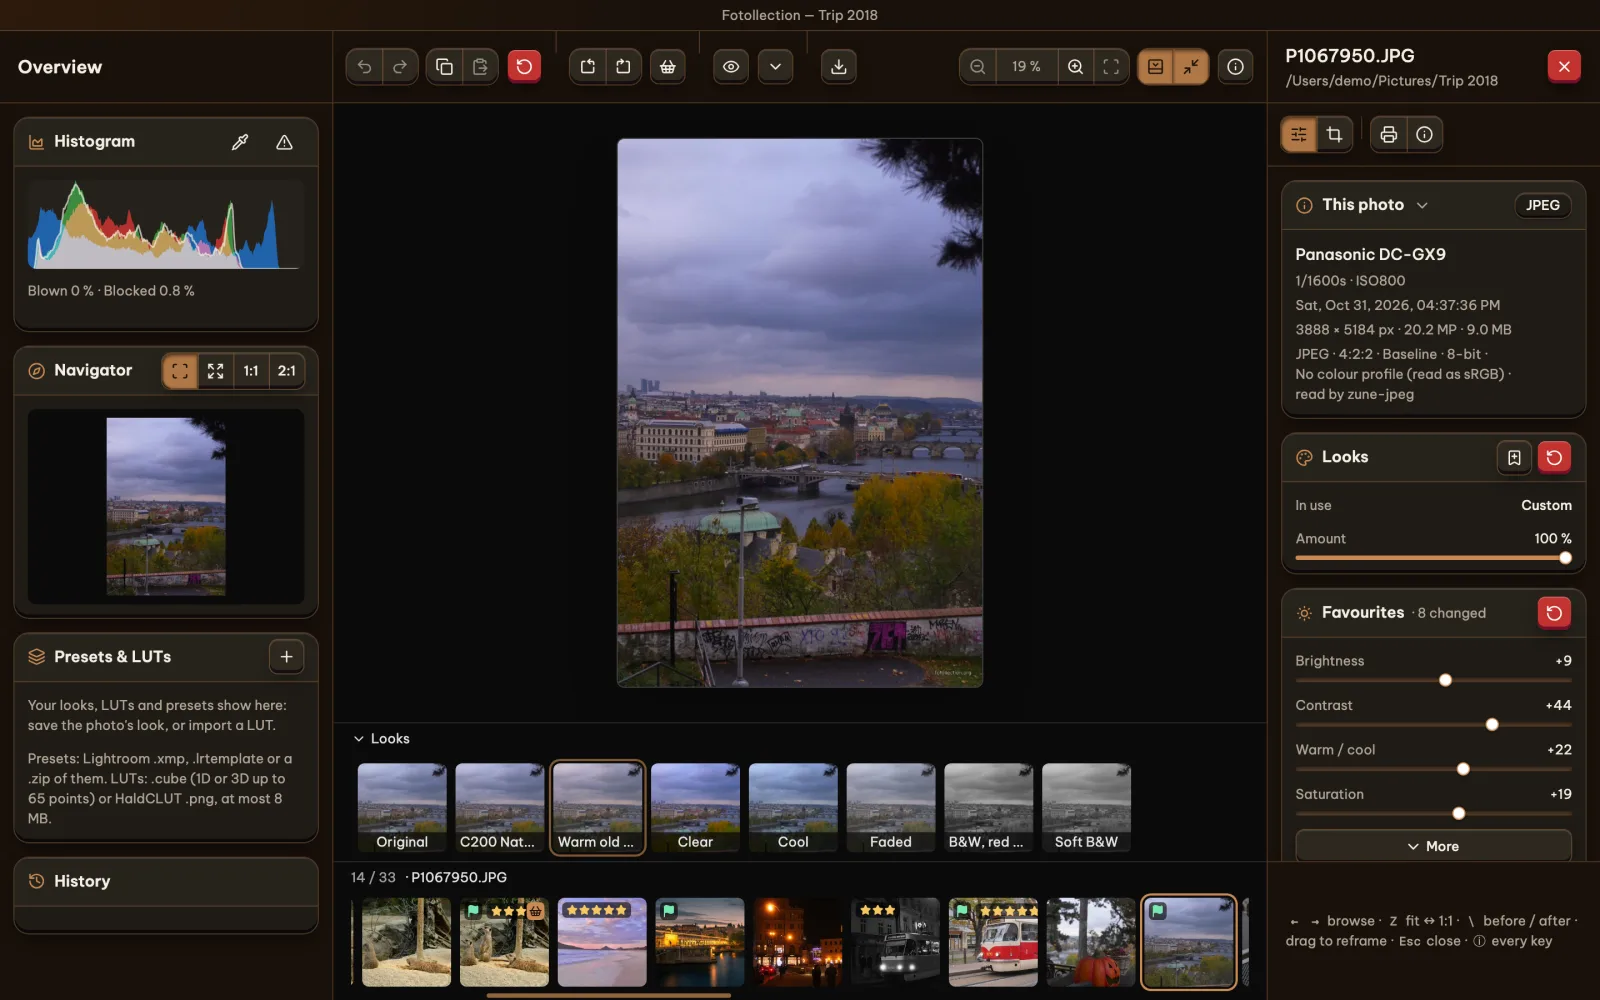 Fotollection — Trip 2018
Overview
19 %
P1067950.JPG
/Users/demo/Pictures/Trip 2018
Histogram
Blown 0 % · Blocked 0.8 %
Navigator
1:1
2:1
Presets & LUTs
Your looks, LUTs and presets show here:
save the photo's look, or import a LUT.
Presets: Lightroom .xmp, .lrtemplate or a
.zip of them. LUTs: .cube (1D or 3D up to
65 points) or HaldCLUT .png, at most 8
MB.
History
Looks
Original
C200 Nat...
Warm old ...
Clear
Cool
Faded
B&W, red ...
Soft B&W
14 / 33 · P1067950.JPG
This photo
JPEG
Panasonic DC-GX9
1/1600s · ISO800
Sat, Oct 31, 2026, 04:37:36 PM
3888 × 5184 px · 20.2 MP · 9.0 MB
JPEG · 4:2:2 · Baseline · 8-bit ·
No colour profile (read as sRGB) ·
read by zune-jpeg
Looks
In use Custom
Amount 100 %
Favourites · 8 changed
Brightness +9
Contrast +44
Warm / cool +22
Saturation +19
More
← → browse · Z fit ↔ 1:1 · \ before / after ·
drag to reframe · Esc close · ⓘ every key